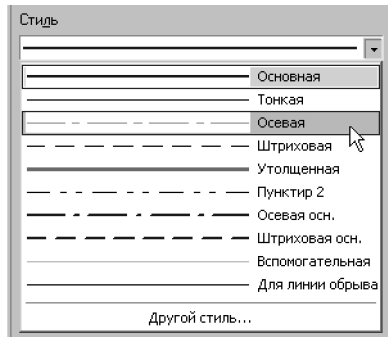 Стиль
Основная
Тонкая
Осевая
Штриховая
Утолщенная
Пунктир 2
Осевая осн.
Штриховая осн.
Вспомогательная
Для линии обрыва
Другой стиль...